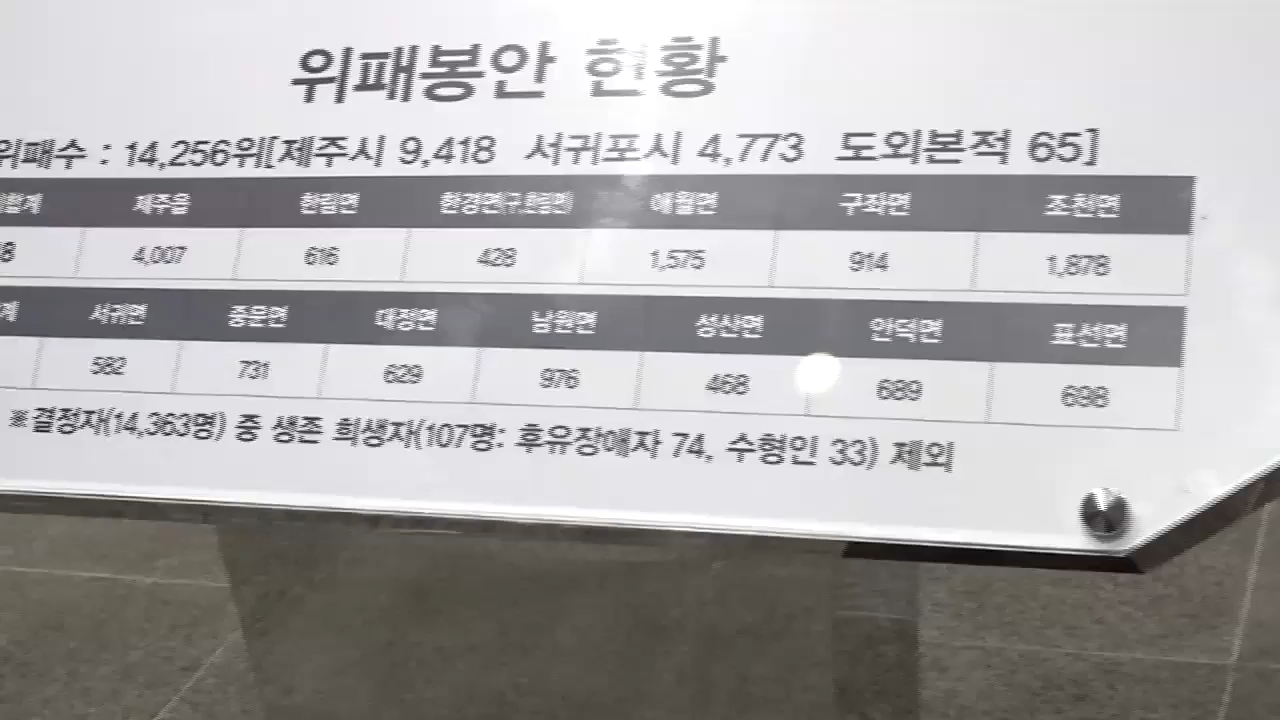 위패봉안 현황
위패수 : 14,256위[제주시 9,418 서귀포시 4,773 도외본적 65]
제주읍 한림면 한경면(구한림면) 애월면 구좌면 조천면
4,007 616 428 1,575 914 1,878
서귀면 중문면 대정면 남원면 성산면 안덕면 표선면
582 731 629 976 468 689 698
※결정자(14,363명) 중 생존 희생자(107명: 후유장애자 74, 수형인 33) 제외